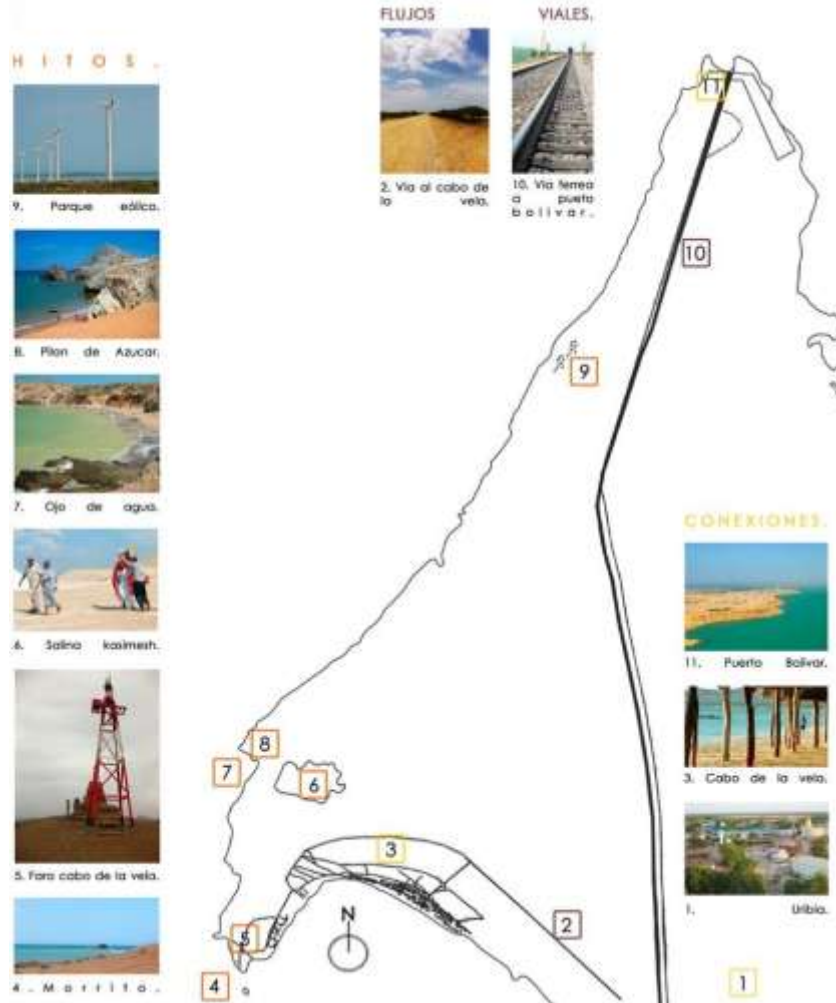 HITOS.
9. Parque eólico.
8. Pilon de Azucar.
7. Ojo de agua.
6. Salina kasimesh.
5. Faro cabo de la vela.
4. Morrito.
FLUJOS VIALES.
2. Via al cabo de
la vela.
10. Via ferrea
a pueto
bolivar.
11
10
9
8
7
6
3
5
N
2
4
1
CONEXIONES.
11. Puerto Bolivar.
3. Cabo de la vela.
1. Uribia.